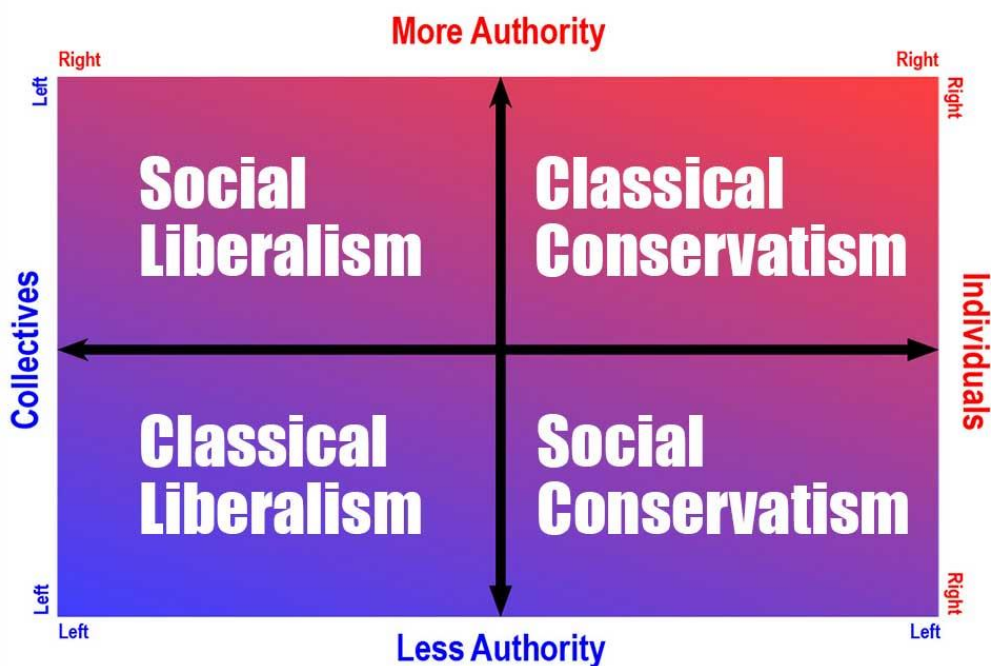 More Authority
Right
Right
Left
Right
Social
Liberalism
Classical
Conservatism
Collectives
Individuals
Classical
Liberalism
Social
Conservatism
Left
Right
Left
Left
Less Authority